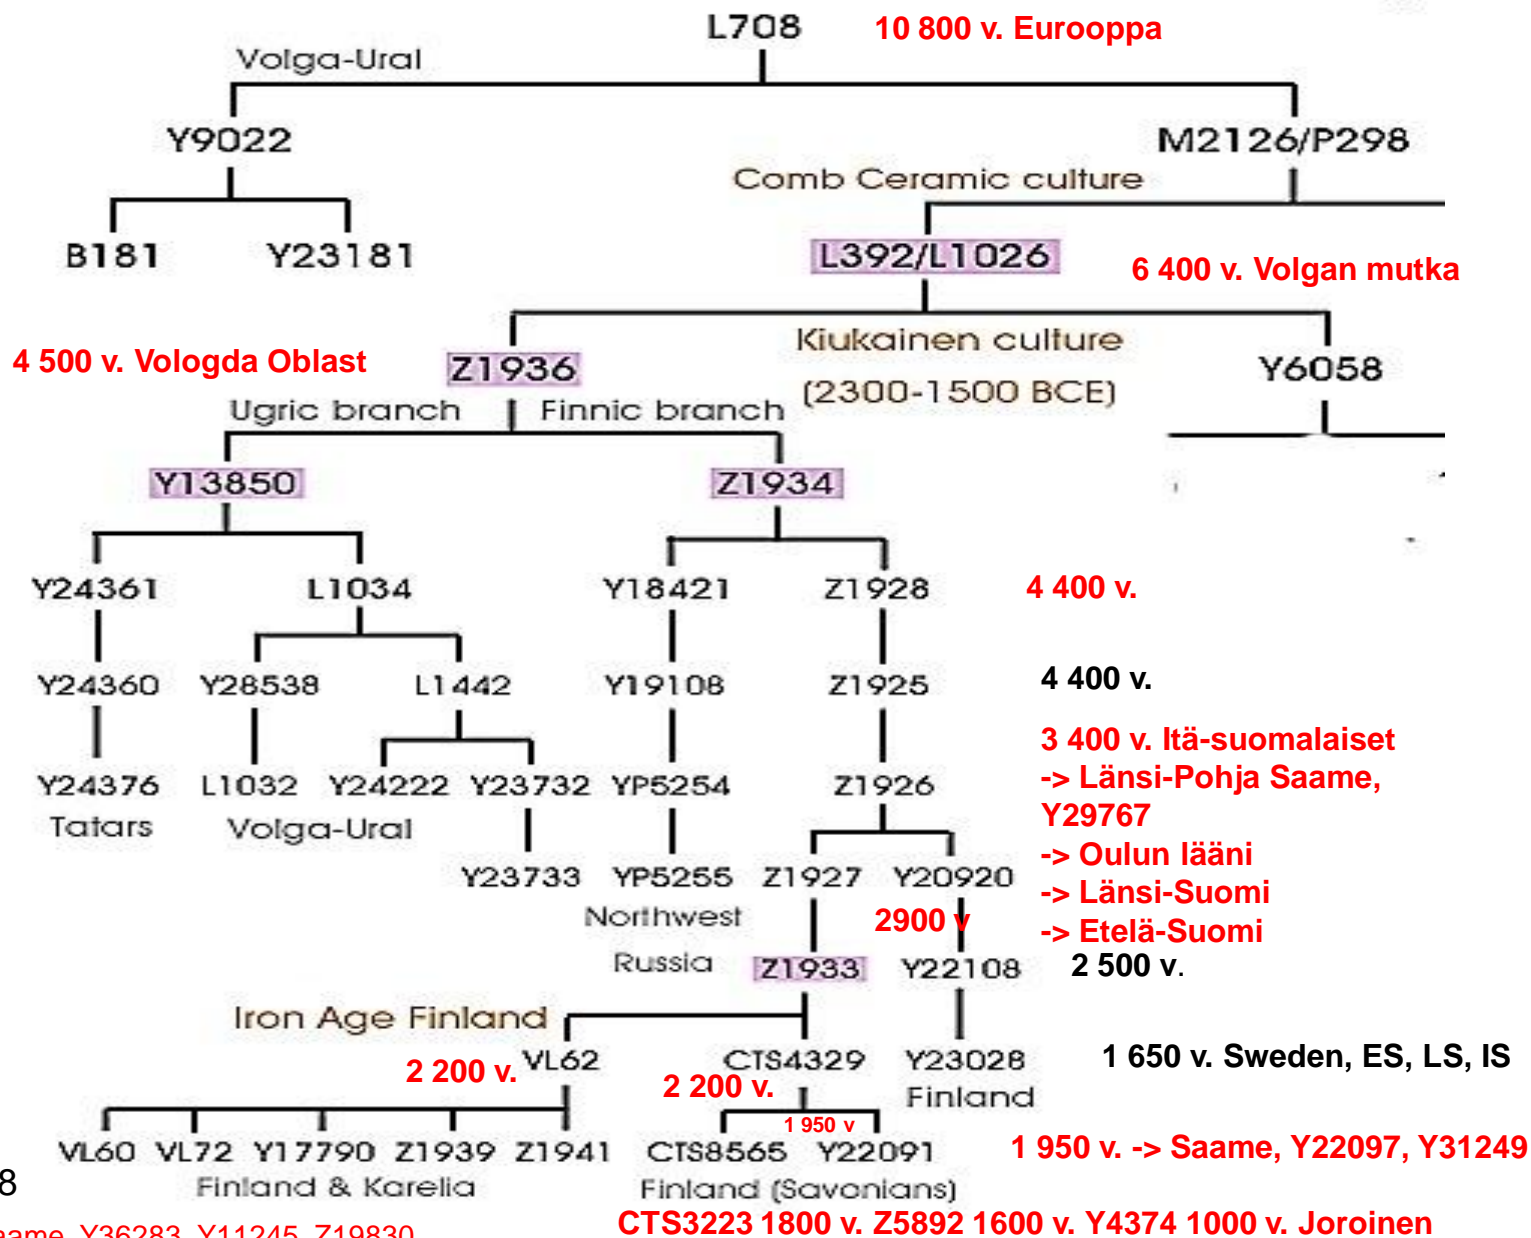 L708 10 800 v. Eurooppa
Volga-Ural
Y9022 M2126/P298
Comb Ceramic culture
B181 Y23181 L392/L1026 6 400 v. Volgan mutka
Kiukainen culture
4 500 v. Vologda Oblast Z1936 Y6058
(2300-1500 BCE)
Ugric branch Finnic branch
Y13850 Z1934
Y24361 L1034 Y18421 Z1928 4 400 v.
Y24360 Y28538 L1442 Y19108 Z1925 4 400 v.
3 400 v. Itä-suomalaiset
Y24376 L1032 Y24222 Y23732 YP5254 Z1926 -> Länsi-Pohja Saame,
Y29767
Tatars Volga-Ural
-> Oulun lääni
Y23733 YP5255 Z1927 Y20920 -> Länsi-Suomi
Northwest 2900 v -> Etelä-Suomi
Russia Z1933 Y22108 2 500 v.
Iron Age Finland
2 200 v. VL62 CTS4329 Y23028 1 650 v. Sweden, ES, LS, IS
2 200 v. Finland
1 950 v
VL60 VL72 Y17790 Z1939 Z1941 CTS8565 Y22091 1 950 v. -> Saame, Y22097, Y31249
8 Finland & Karelia Finland (Savonians)
CTS3223 1800 v. Z5892 1600 v. Y4374 1000 v. Joroinen
Y36283, Y11245, Z19830